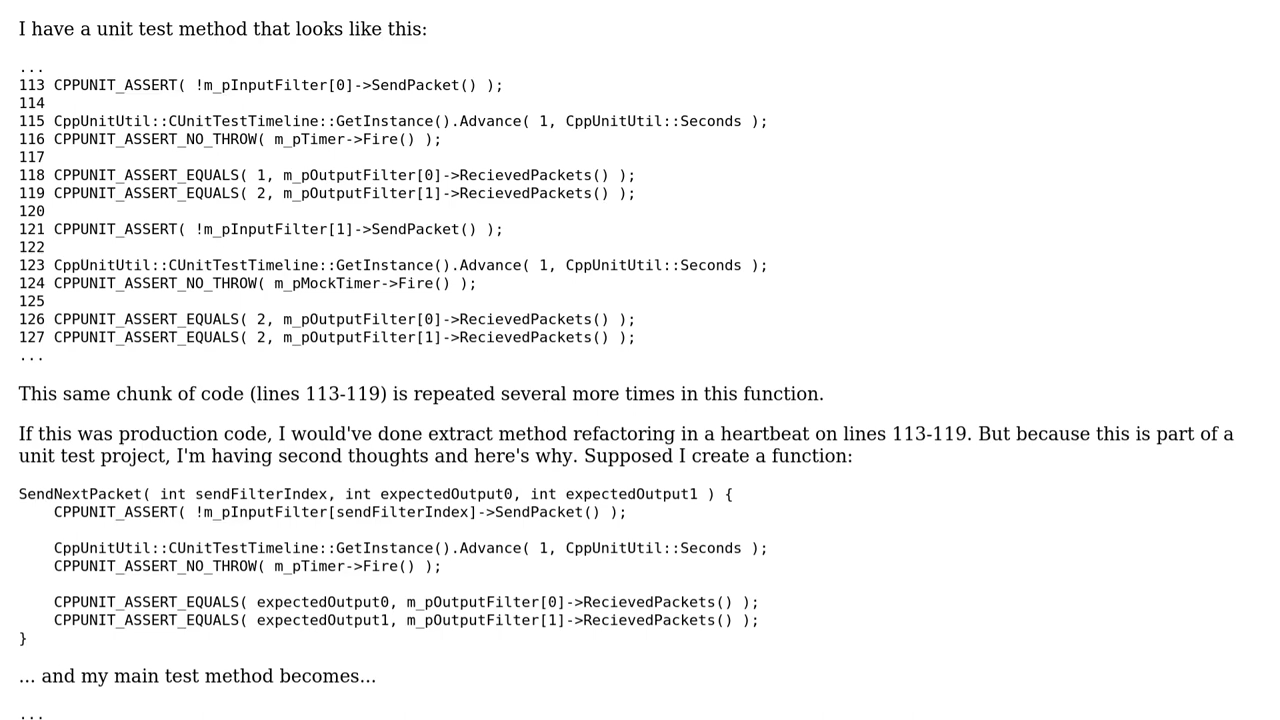 I have a unit test method that looks like this:
...
113 CPPUNIT_ASSERT( !m_pInputFilter[0]->SendPacket() );
114
115 CppUnitUtil::CUnitTestTimeline::GetInstance().Advance( 1, CppUnitUtil::Seconds );
116 CPPUNIT_ASSERT_NO_THROW( m_pTimer->Fire() );
117
118 CPPUNIT_ASSERT_EQUALS( 1, m_pOutputFilter[0]->RecievedPackets() );
119 CPPUNIT_ASSERT_EQUALS( 2, m_pOutputFilter[1]->RecievedPackets() );
120
121 CPPUNIT_ASSERT( !m_pInputFilter[1]->SendPacket() );
122
123 CppUnitUtil::CUnitTestTimeline::GetInstance().Advance( 1, CppUnitUtil::Seconds );
124 CPPUNIT_ASSERT_NO_THROW( m_pMockTimer->Fire() );
125
126 CPPUNIT_ASSERT_EQUALS( 2, m_pOutputFilter[0]->RecievedPackets() );
127 CPPUNIT_ASSERT_EQUALS( 2, m_pOutputFilter[1]->RecievedPackets() );
...
This same chunk of code (lines 113-119) is repeated several more times in this function.
If this was production code, I would've done extract method refactoring in a heartbeat on lines 113-119. But because this is part of a
unit test project, I'm having second thoughts and here's why. Supposed I create a function:
SendNextPacket( int sendFilterIndex, int expectedOutput0, int expectedOutput1 ) {
    CPPUNIT_ASSERT( !m_pInputFilter[sendFilterIndex]->SendPacket() );
    CppUnitUtil::CUnitTestTimeline::GetInstance().Advance( 1, CppUnitUtil::Seconds );
    CPPUNIT_ASSERT_NO_THROW( m_pTimer->Fire() );
    CPPUNIT_ASSERT_EQUALS( expectedOutput0, m_pOutputFilter[0]->RecievedPackets() );
    CPPUNIT_ASSERT_EQUALS( expectedOutput1, m_pOutputFilter[1]->RecievedPackets() );
}
... and my main test method becomes...
...